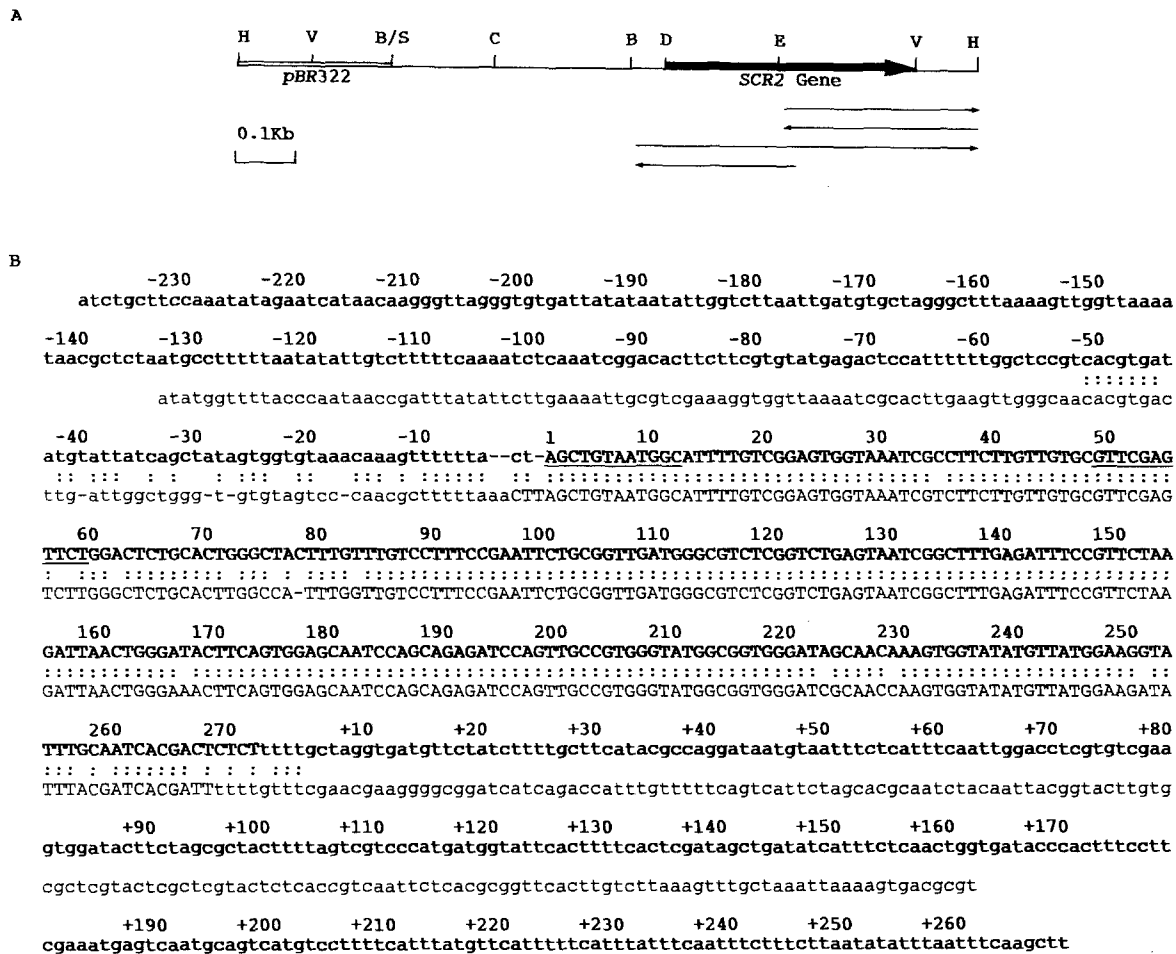 A
H V B/S C B D E V H
pBR322 SCR2 Gene
0.1Kb
B
-230 -220 -210 -200 -190 -180 -170 -160 -150
atctgcttccaaatatagaatcataacaagggttagggtgtgattatataatattggtcttaattgatgtgctagggctttaaaagttggttaaaa
-140 -130 -120 -110 -100 -90 -80 -70 -60 -50
taacgctctaatgcctttttaatatattgtctttttcaaaatctcaaatcggacacttcttcgtgtatgagactccatttttttggctccgtcacgtgat
:::::::
atatggttttacccaataaccgatttatattcttgaaaattgcgtcgaaaggtggttaaaatcgcacttgaagttgggcaacacgtgac
-40 -30 -20 -10 1 10 20 30 40 50
atgtattatcagctatagtggtgtaaacaaagttttttta--ct-AGCTGTAATGGCATTTTGTCGGAGTGGTAAATCGCCTTCTTGTTGTGCGTTCGAG
ttg-attggctggg-t-gtgtagtcc-caacgctttttaaaCTTAGCTGTAATGGCATTTTGTCGGAGTGGTAAATCGTCTTCTTGTTGTGCGTTCGAG
60 70 80 90 100 110 120 130 140 150
TTCTGGACTCTGCACTGGGCTACTTTGTTTGTCCTTTCCGAATTCTGCGGTTGATGGGCGTCTCGGTCTGAGTAATCGGCTTTGAGATTTCCGTTCTAA
TCTTGGGCTCTGCACTTGGCCA-TTTGGTTGTCCTTTCCGAATTCTGCGGTTGATGGGCGTCTCGGTCTGAGTAATCGGCTTTGAGATTTCCGTTCTAA
160 170 180 190 200 210 220 230 240 250
GATTAACTGGGATACTTCAGTGGAGCAATCCAGCAGAGATCCAGTTGCCGTGGGTATGGCGGTGGGATAGCAACAAAGTGGTATATGTTATGGAAGGTA
GATTAACTGGGAAACTTCAGTGGAGCAATCCAGCAGAGATCCAGTTGCCGTGGGTATGGCGGTGGGATCGCAACCAAGTGGTATATGTTATGGAAGATA
260 270 +10 +20 +30 +40 +50 +60 +70 +80
TTTGCAATCACGACTCTCTttttgctaggtgatgttctatcttttgcttcatacgccaggataatgtaatttctcatttcaattggacctcgtgtcgaa
TTTACGATCACGATTtttttgtttcgaacgaaggggcggatcatcagaccatttgtttttcagtcattctagcacgcaatctacaattacggtacttgtg
+90 +100 +110 +120 +130 +140 +150 +160 +170
gtggatacttctagcgctacttttagtcgtcccatgatggtattcacttttcactcgatagctgatatcatttctcaactggtgatacccactttcctt
cgctcgtactcgctcgtactctcaccgtcaattctcacgcggttcacttgtcttaaagtttgctaaattaaaagtgacgcgt
+190 +200 +210 +220 +230 +240 +250 +260
cgaaatgagtcaatgcagtcatgtccttttcatttatgttcatttttcatttatttcaatttctttcttaatatatttaatttcaagctt